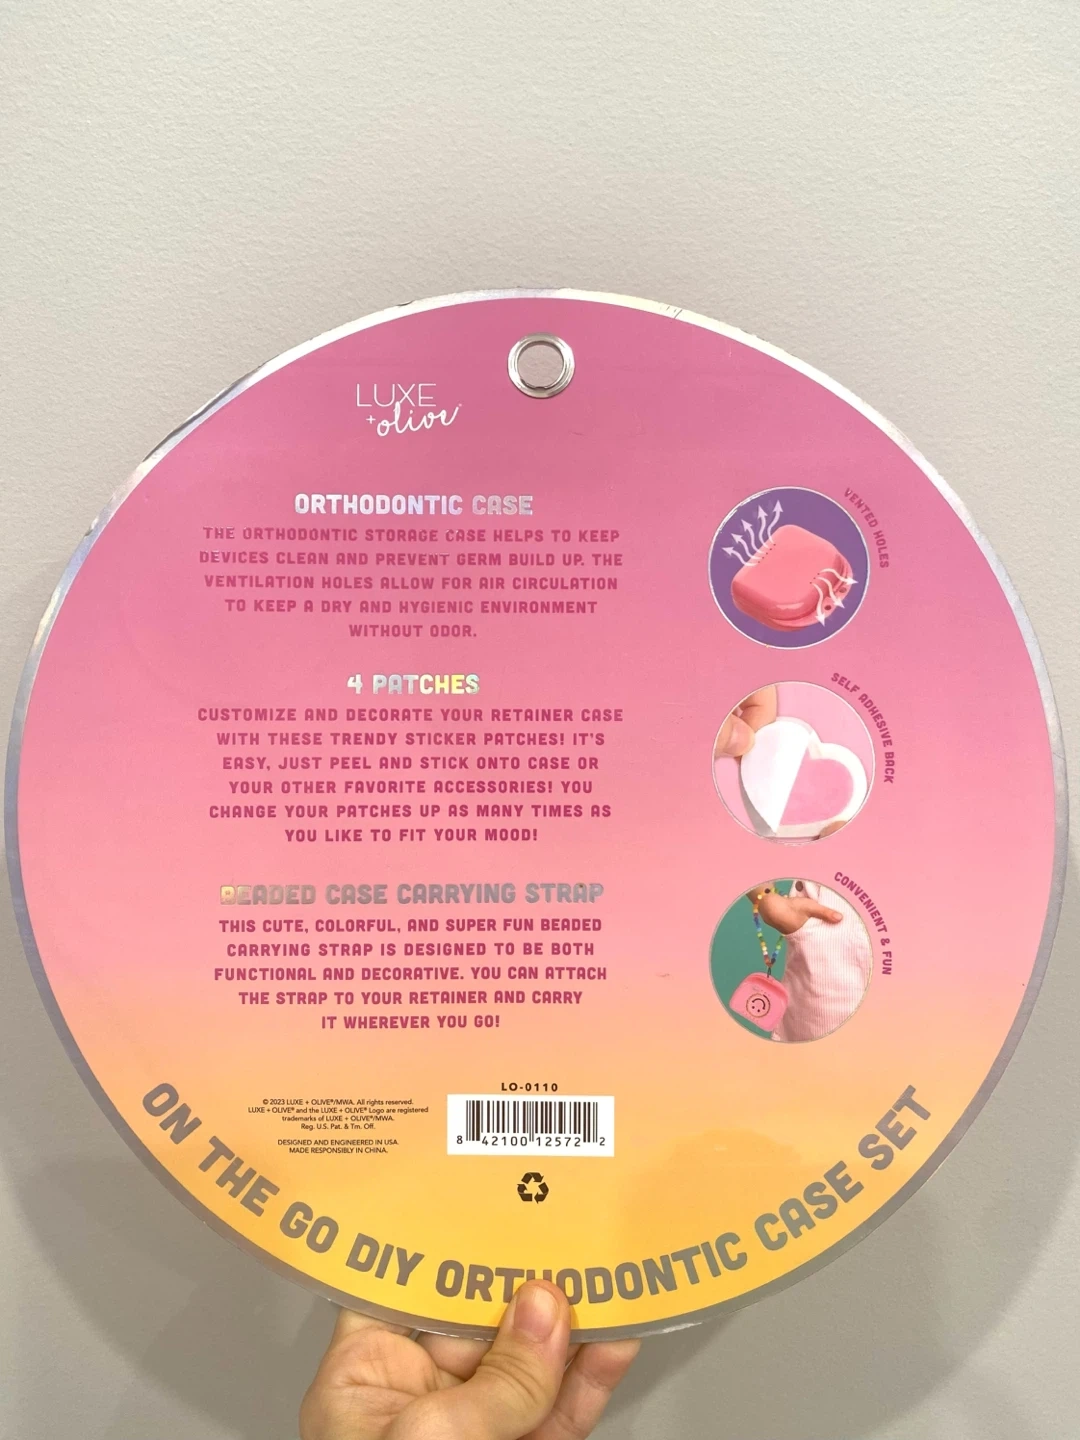 LUXE
+olive™
ORTHODONTIC CASE
THE ORTHODONTIC STORAGE CASE HELPS TO KEEP
DEVICES CLEAN AND PREVENT GERM BUILD UP. THE
VENTILATION HOLES ALLOW FOR AIR CIRCULATION
TO KEEP A DRY AND HYGIENIC ENVIRONMENT
WITHOUT ODOR.
VENTED HOLES
4 PATCHES
CUSTOMIZE AND DECORATE YOUR RETAINER CASE
WITH THESE TRENDY STICKER PATCHES! IT'S
EASY, JUST PEEL AND STICK ONTO CASE OR
YOUR OTHER FAVORITE ACCESSORIES! YOU
CHANGE YOUR PATCHES UP AS MANY TIMES AS
YOU LIKE TO FIT YOUR MOOD!
SELF ADHESIVE BACK
BEADED CASE CARRYING STRAP
THIS CUTE, COLORFUL, AND SUPER FUN BEADED
CARRYING STRAP IS DESIGNED TO BE BOTH
FUNCTIONAL AND DECORATIVE. YOU CAN ATTACH
THE STRAP TO YOUR RETAINER AND CARRY
IT WHEREVER YOU GO!
CONVENIENT & FUN
© 2023 LUXE + OLIVE®/MWA. All rights reserved.
LUXE + OLIVE® and the LUXE + OLIVE® Logo are registered
trademarks of LUXE + OLIVE®/MWA.
Reg. U.S. Pat. & Tm. Off.
DESIGNED AND ENGINEERED IN USA.
MADE RESPONSIBLY IN CHINA.
LO-0110
8 42100 12572 2
ON THE GO DIY ORTHODONTIC CASE SET